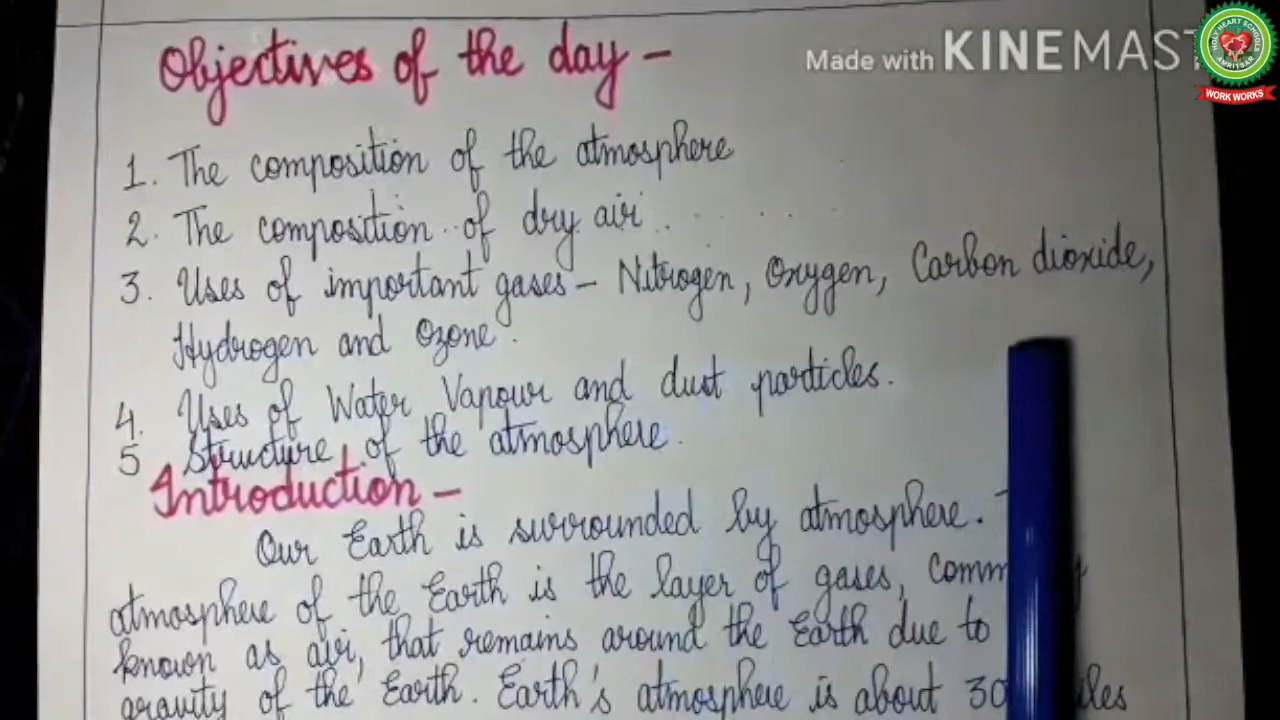 Objectives of the day -
Made with KINEMAST
HOLY HEART SCHOOLS
AMRITSAR
WORK WORKS
1. The composition of the atmosphere
2. The composition of dry air
3. Uses of important gases - Nitrogen, Oxygen, Carbon dioxide,
Hydrogen and Ozone.
4. Uses of Water Vapour and dust particles.
5 Structure of the atmosphere.
Introduction -
Our Earth is surrounded by atmosphere.
atmosphere of the Earth is the layer of gases,
known as air, that remains around the Earth due to
gravity of the Earth. Earth's atmosphere is about